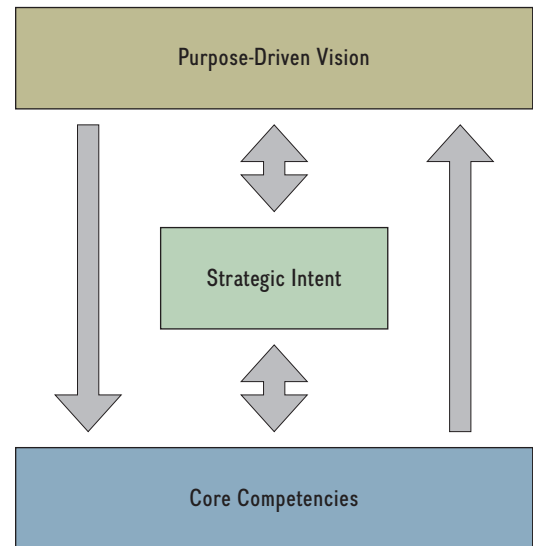 Purpose-Driven Vision
Strategic Intent
Core Competencies